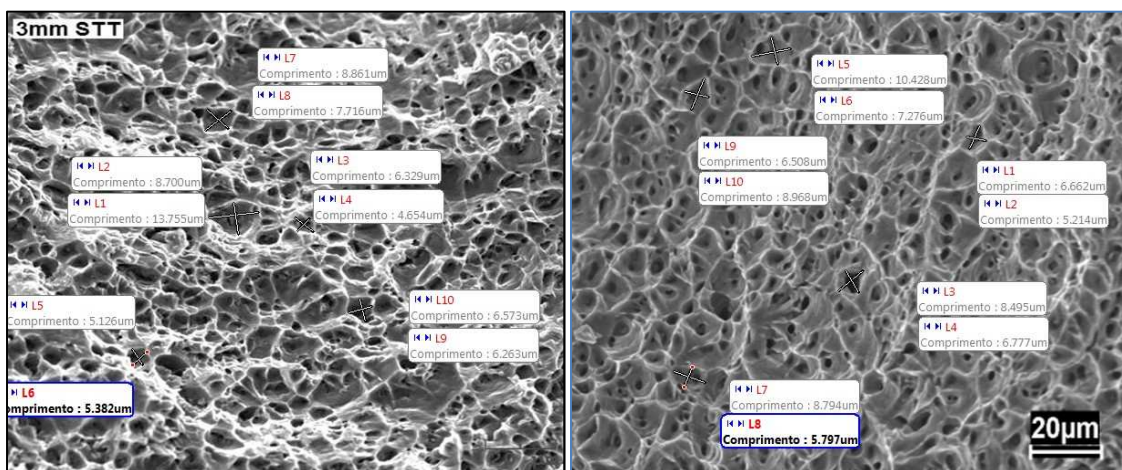 3mm STT
L7
Comprimento : 8.861um
L8
Comprimento : 7.716um
L2
Comprimento : 8.700um
L1
Comprimento : 13.755um
L3
Comprimento : 6.329um
L4
Comprimento : 4.654um
L5
Comprimento : 5.126um
L6
omprimento : 5.382um
L10
Comprimento : 6.573um
L9
Comprimento : 6.263um
L5
Comprimento : 10.428um
L6
Comprimento : 7.276um
L9
Comprimento : 6.508um
L10
Comprimento : 8.968um
L1
Comprimento : 6.662um
L2
Comprimento : 5.214um
L3
Comprimento : 8.495um
L4
Comprimento : 6.777um
L7
Comprimento : 8.794um
L8
Comprimento : 5.797um
20µm